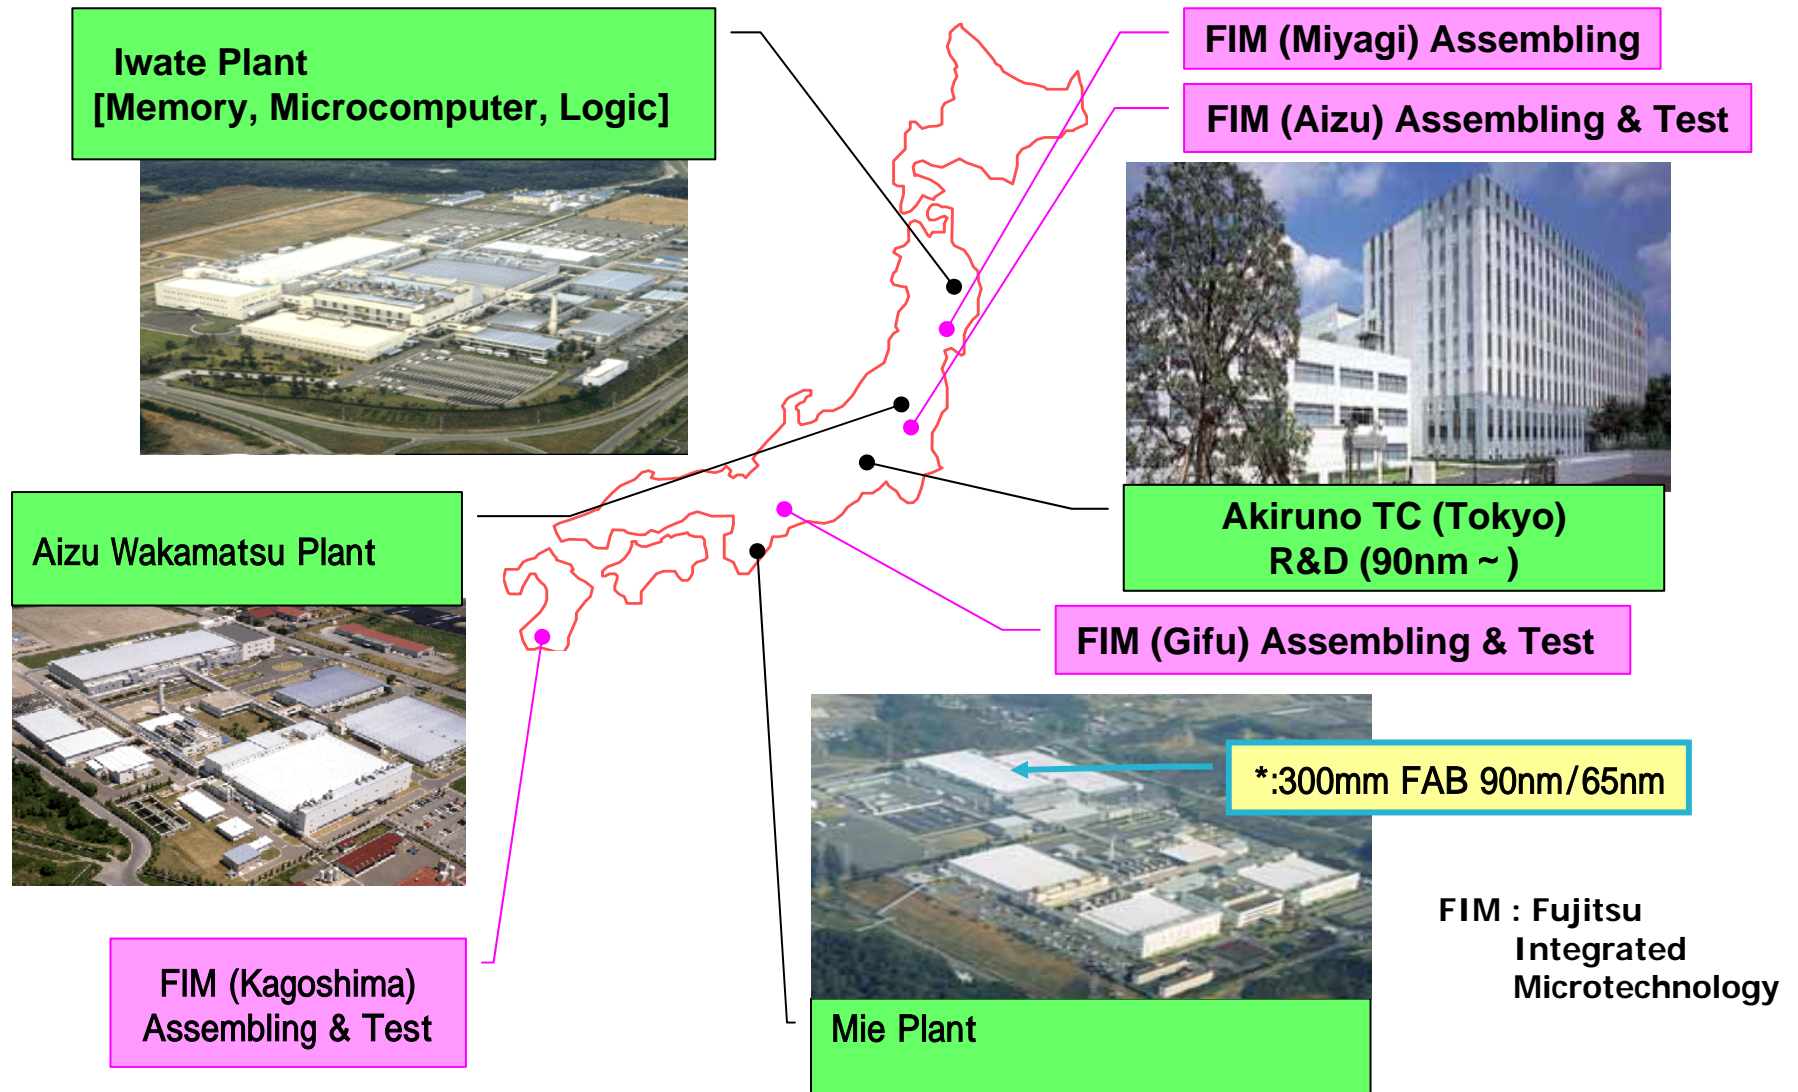 Iwate Plant
[Memory, Microcomputer, Logic]
FIM (Miyagi) Assembling
FIM (Aizu) Assembling & Test
Akiruno TC (Tokyo)
R&D (90nm ~ )
Aizu Wakamatsu Plant
FIM (Gifu) Assembling & Test
*:300mm FAB 90nm/65nm
FIM : Fujitsu
Integrated
Microtechnology
FIM (Kagoshima)
Assembling & Test
Mie Plant